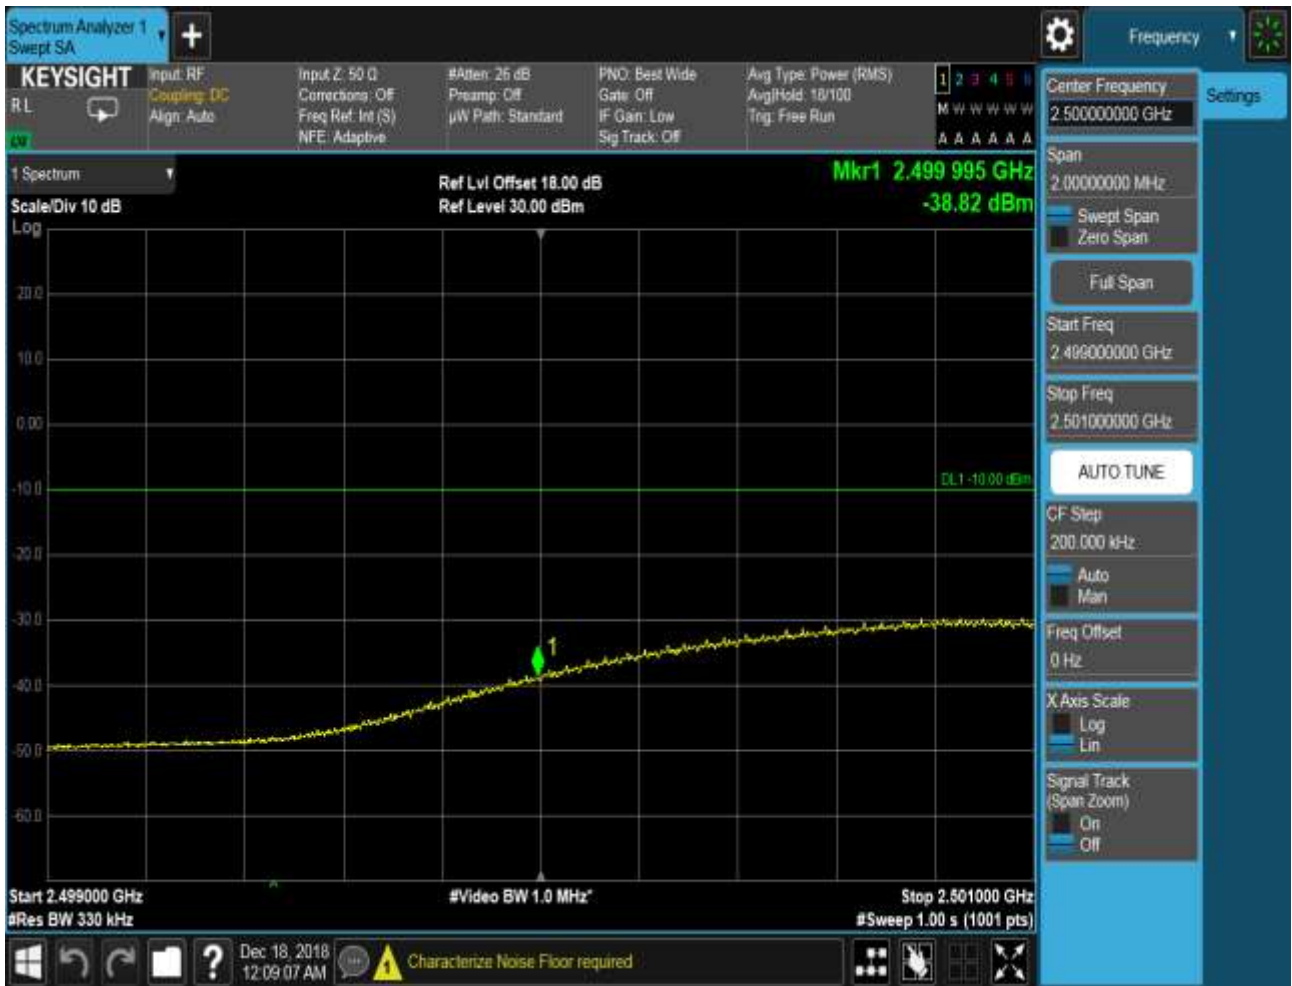 Spectrum Analyzer 1
Swept SA
+
Frequency
KEYSIGHT
R L
Input: RF
Coupling: DC
Align: Auto
Input Z: 50 Ω
Corrections: Off
Freq Ref: Int (S)
NFE: Adaptive
#Atten: 26 dB
Preamp: Off
µW Path: Standard
PNO: Best Wide
Gate: Off
IF Gain: Low
Sig Track: Off
Avg Type: Power (RMS)
Avg|Hold: 18/100
Trig: Free Run
1 2 3 4 5 6
M W W W W W
A A A A A A
Settings
Center Frequency
2.500000000 GHz
Span
2.00000000 MHz
Swept Span
Zero Span
Full Span
Start Freq
2.499000000 GHz
Stop Freq
2.501000000 GHz
AUTO TUNE
CF Step
200.000 kHz
Auto
Man
Freq Offset
0 Hz
X Axis Scale
Log
Lin
Signal Track
(Span Zoom)
On
Off
1 Spectrum
Scale/Div 10 dB
Log
Ref Lvl Offset 18.00 dB
Ref Level 30.00 dBm
Mkr1 2.499 995 GHz
-38.82 dBm
20.0
10.0
0.00
-10.0
DL1 -10.00 dBm
-20.0
-30.0
1
-40.0
-50.0
-60.0
Start 2.499000 GHz
#Res BW 330 kHz
#Video BW 1.0 MHz*
Stop 2.501000 GHz
#Sweep 1.00 s (1001 pts)
?
Dec 18, 2018
12:09:07 AM
1
Characterize Noise Floor required